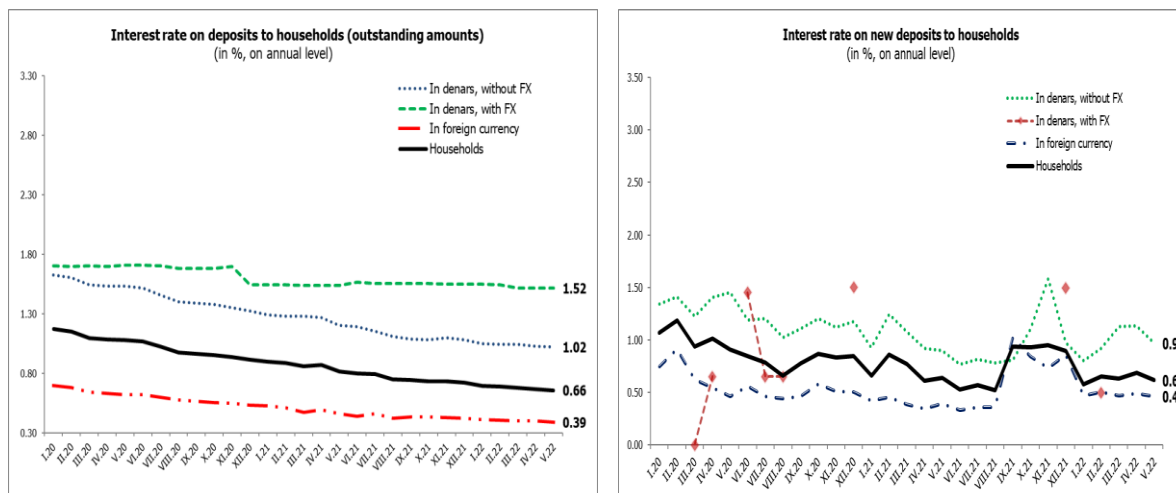 Interest rate on deposits to households (outstanding amounts)
(in %, on annual level)
3.30
2.80
2.30
1.80
1.30
0.80
0.30
In denars, without FX
In denars, with FX
In foreign currency
Households
1.52
1.02
0.66
0.39
I.20
II.20
III.20
IV.20
V.20
VI.20
VII.20
VIII.20
IX.20
X.20
XI.20
XII.20
I.21
II.21
III.21
IV.21
V.21
VI.21
VII.21
VIII.21
IX.21
X.21
XI.21
XII.21
I.22
II.22
III.22
IV.22
V.22
Interest rate on new deposits to households
(in %, on annual level)
3.50
3.00
2.50
2.00
1.50
1.00
0.50
0.00
In denars, without FX
In denars, with FX
In foreign currency
Households
0.9
0.6
0.4
I.20
II.20
III.20
IV.20
V.20
VI.20
VII.20
VIII.20
IX.20
X.20
XI.20
XII.20
I.21
II.21
III.21
IV.21
V.21
VI.21
VII.21
VIII.21
IX.21
X.21
XI.21
XII.21
I.22
II.22
III.22
IV.22
V.22